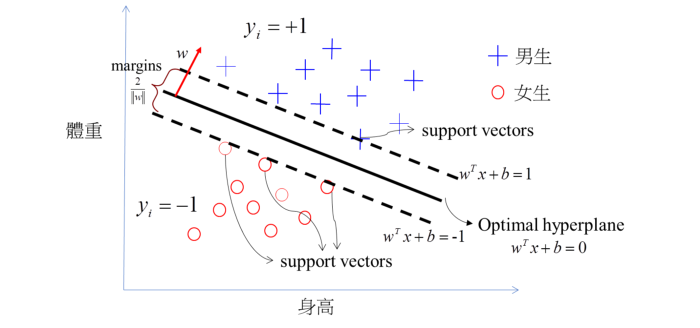 y_i = +1
w
男生
margins
2/‖w‖
女生
體重
support vectors
w^T x + b = 1
y_i = -1
Optimal hyperplane
w^T x + b = -1
w^T x + b = 0
support vectors
身高